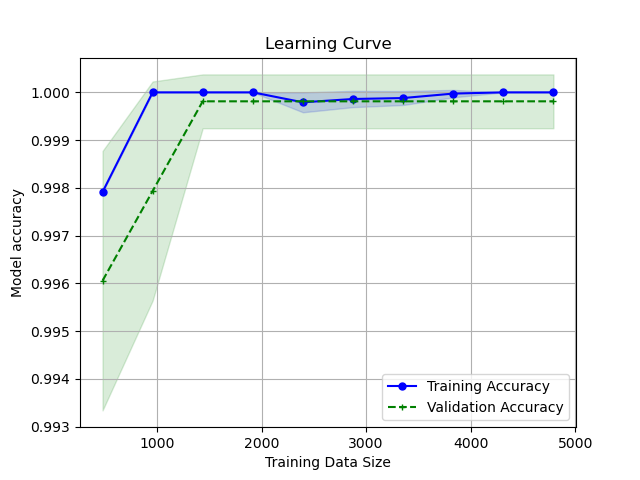 Learning Curve
Model accuracy
1.000
0.999
0.998
0.997
0.996
0.995
0.994
0.993
Training Accuracy
Validation Accuracy
1000 2000 3000 4000 5000
Training Data Size